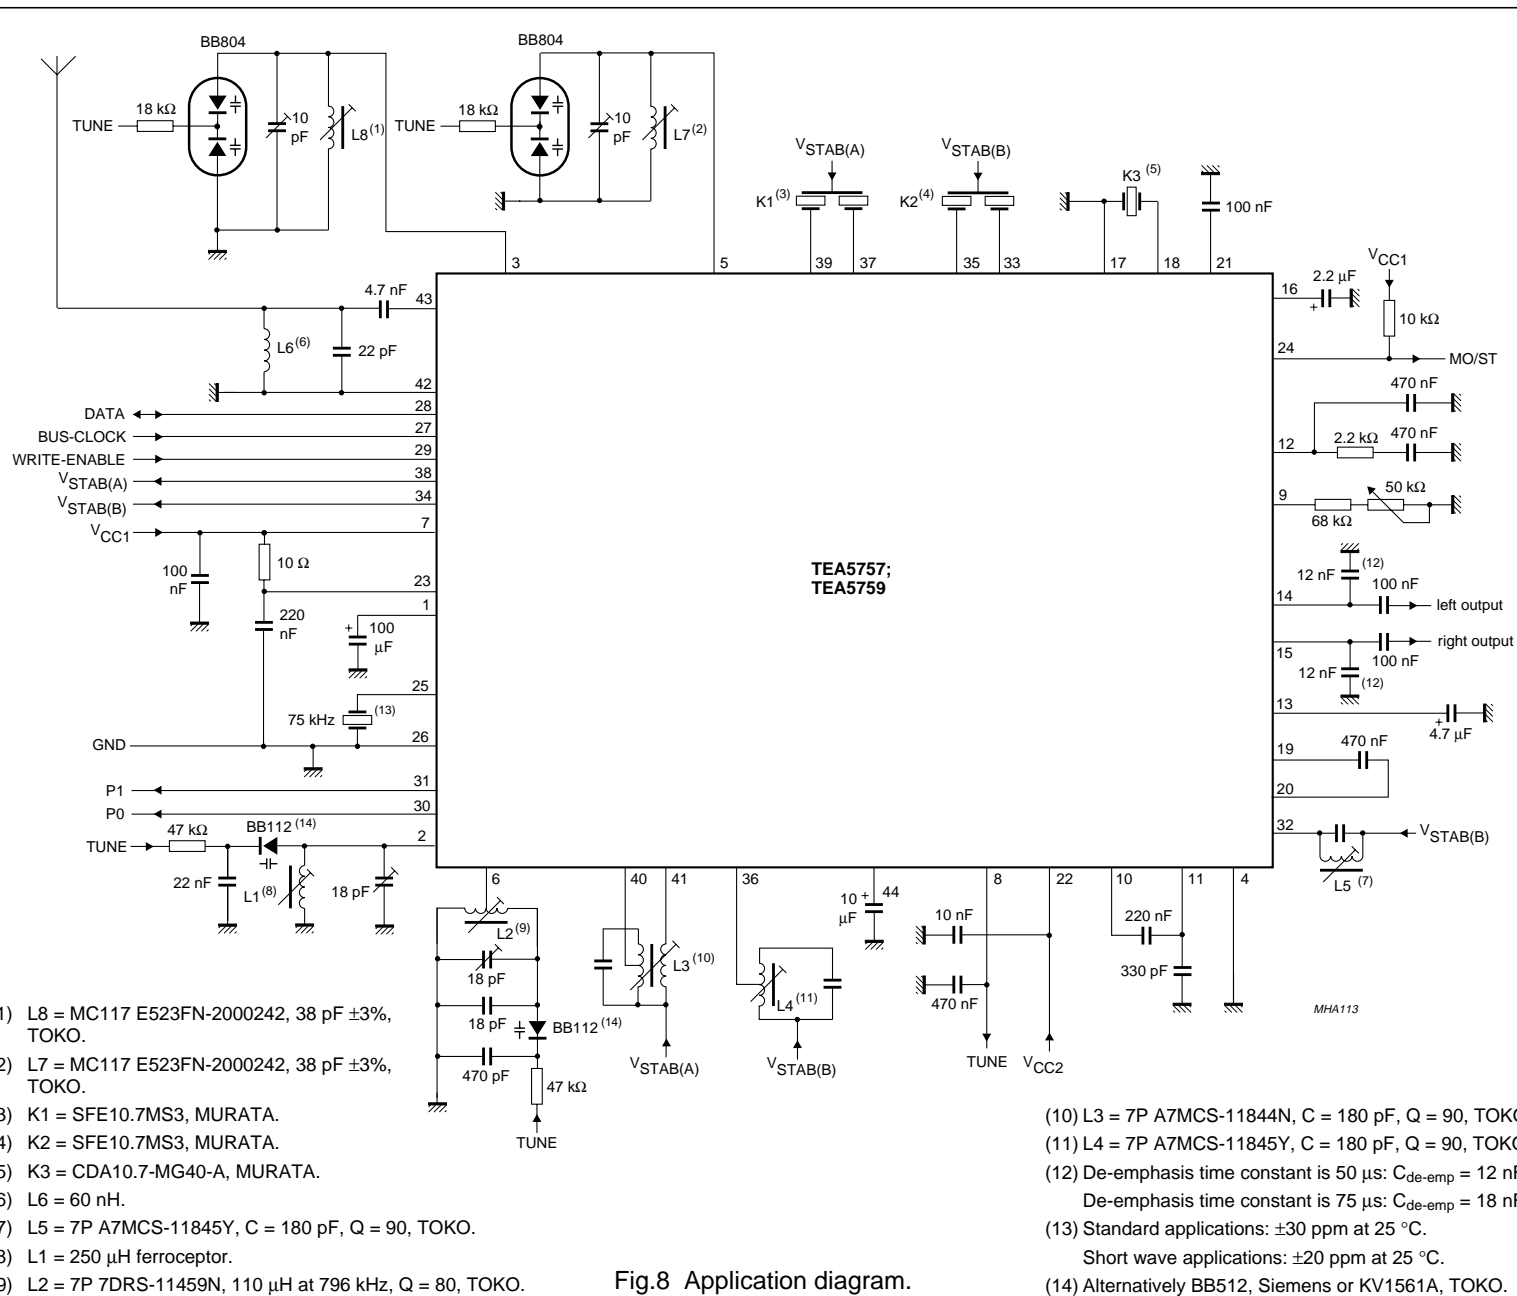 BB804
BB804
TUNE
18 kΩ
10
pF
L8(1)
TUNE
18 kΩ
10
pF
L7(2)
VSTAB(A)
VSTAB(B)
K1(3)
K2(4)
K3 (5)
100 nF
3
5
39
37
35
33
17
18
21
4.7 nF
43
L6(6)
22 pF
42
DATA
28
BUS-CLOCK
27
WRITE-ENABLE
29
VSTAB(A)
38
VSTAB(B)
34
VCC1
7
100
nF
10 Ω
23
220
nF
1
+
100
µF
25
75 kHz
(13)
GND
26
P1
31
P0
30
TUNE
47 kΩ
BB112 (14)
2
22 nF
L1(8)
18 pF
TEA5757;
TEA5759
16
2.2 µF
+
VCC1
10 kΩ
24
MO/ST
470 nF
12
2.2 kΩ
470 nF
9
68 kΩ
50 kΩ
12 nF
(12)
100 nF
14
left output
15
right output
12 nF
(12)
100 nF
13
+
4.7 µF
19
470 nF
20
32
VSTAB(B)
L5 (7)
6
40
41
36
44
8
22
10
11
4
L2(9)
18 pF
18 pF
BB112 (14)
470 pF
47 kΩ
TUNE
L3 (10)
VSTAB(A)
L4 (11)
VSTAB(B)
10
µF
+
10 nF
470 nF
TUNE
VCC2
220 nF
330 pF
MHA113
1) L8 = MC117 E523FN-2000242, 38 pF ±3%,
TOKO.
2) L7 = MC117 E523FN-2000242, 38 pF ±3%,
TOKO.
3) K1 = SFE10.7MS3, MURATA.
4) K2 = SFE10.7MS3, MURATA.
5) K3 = CDA10.7-MG40-A, MURATA.
6) L6 = 60 nH.
7) L5 = 7P A7MCS-11845Y, C = 180 pF, Q = 90, TOKO.
8) L1 = 250 µH ferroceptor.
9) L2 = 7P 7DRS-11459N, 110 µH at 796 kHz, Q = 80, TOKO.
(10) L3 = 7P A7MCS-11844N, C = 180 pF, Q = 90, TOKO
(11) L4 = 7P A7MCS-11845Y, C = 180 pF, Q = 90, TOKO
(12) De-emphasis time constant is 50 µs: Cde-emp = 12 nF
De-emphasis time constant is 75 µs: Cde-emp = 18 nF
(13) Standard applications: ±30 ppm at 25 °C.
Short wave applications: ±20 ppm at 25 °C.
(14) Alternatively BB512, Siemens or KV1561A, TOKO.
Fig.8 Application diagram.